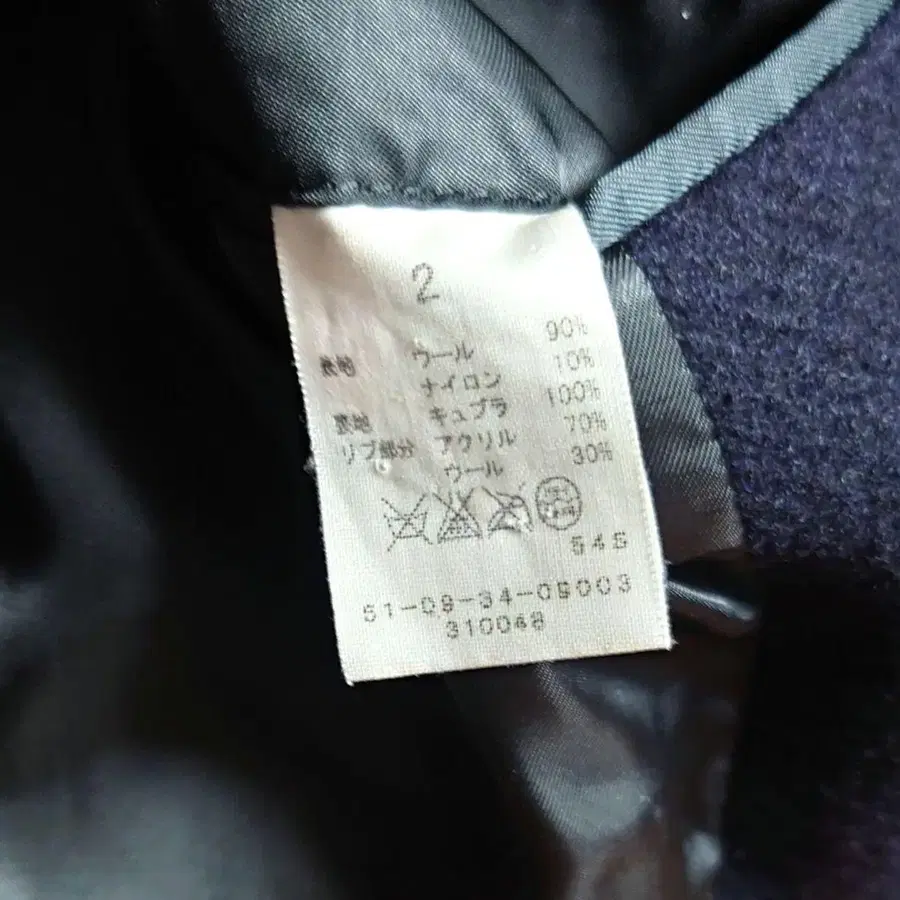 2
表地 ウール 90%
ナイロン 10%
裏地 キュプラ 100%
リブ部分 アクリル 70%
ウール 30%
545
51-09-34-09003
310048